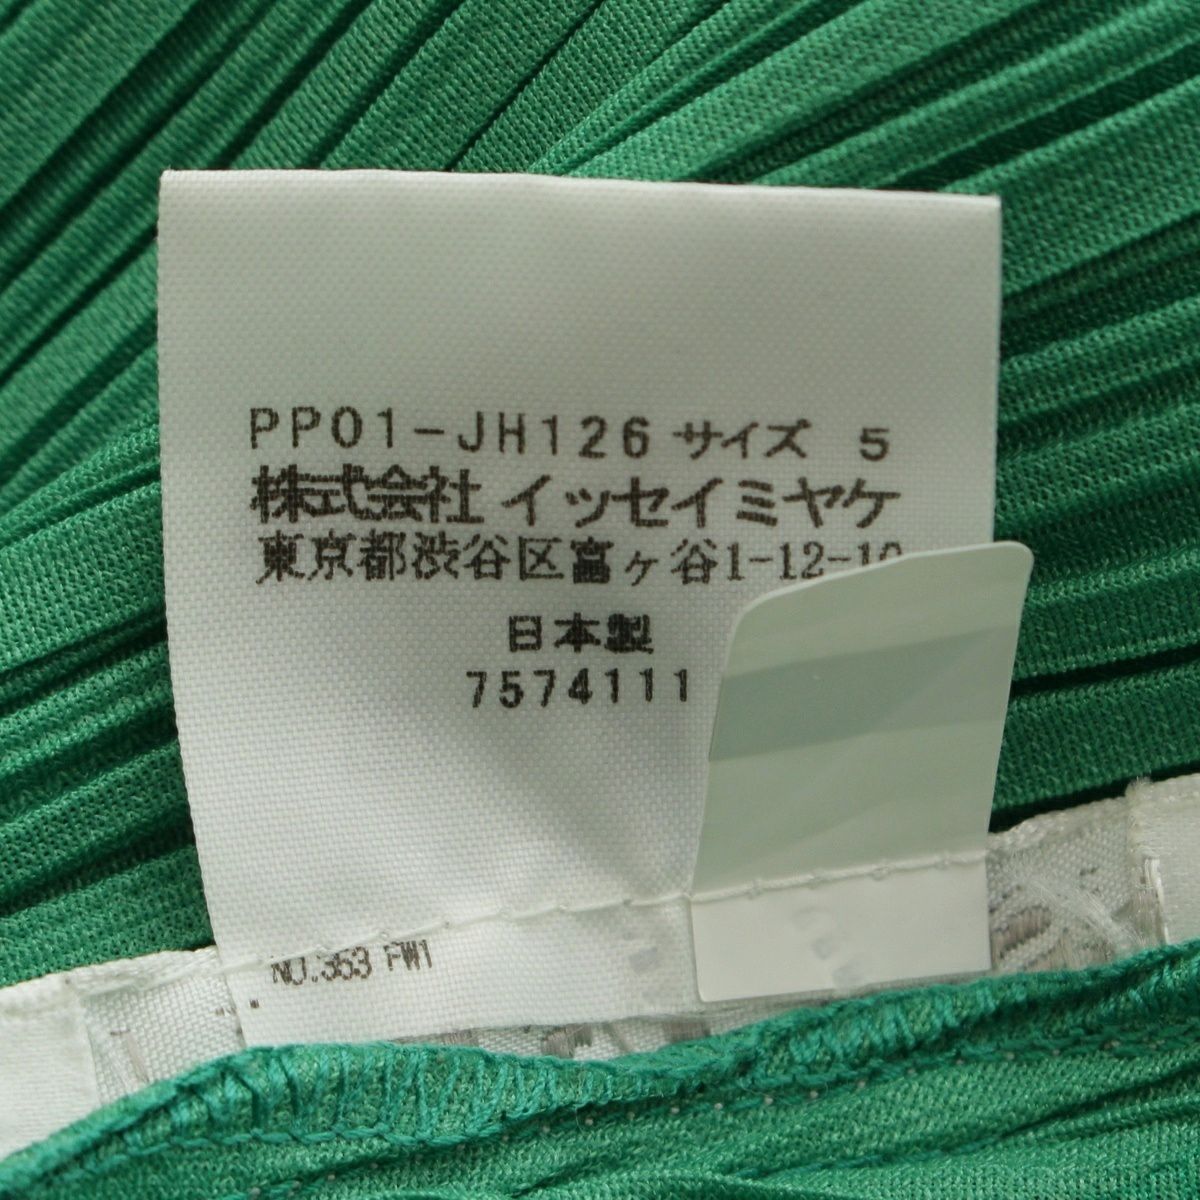 PP01-JH126 サイズ 5
株式会社 イッセイミヤケ
東京都渋谷区富ヶ谷1-12-10
日本製
7574111
NO.353 FW1